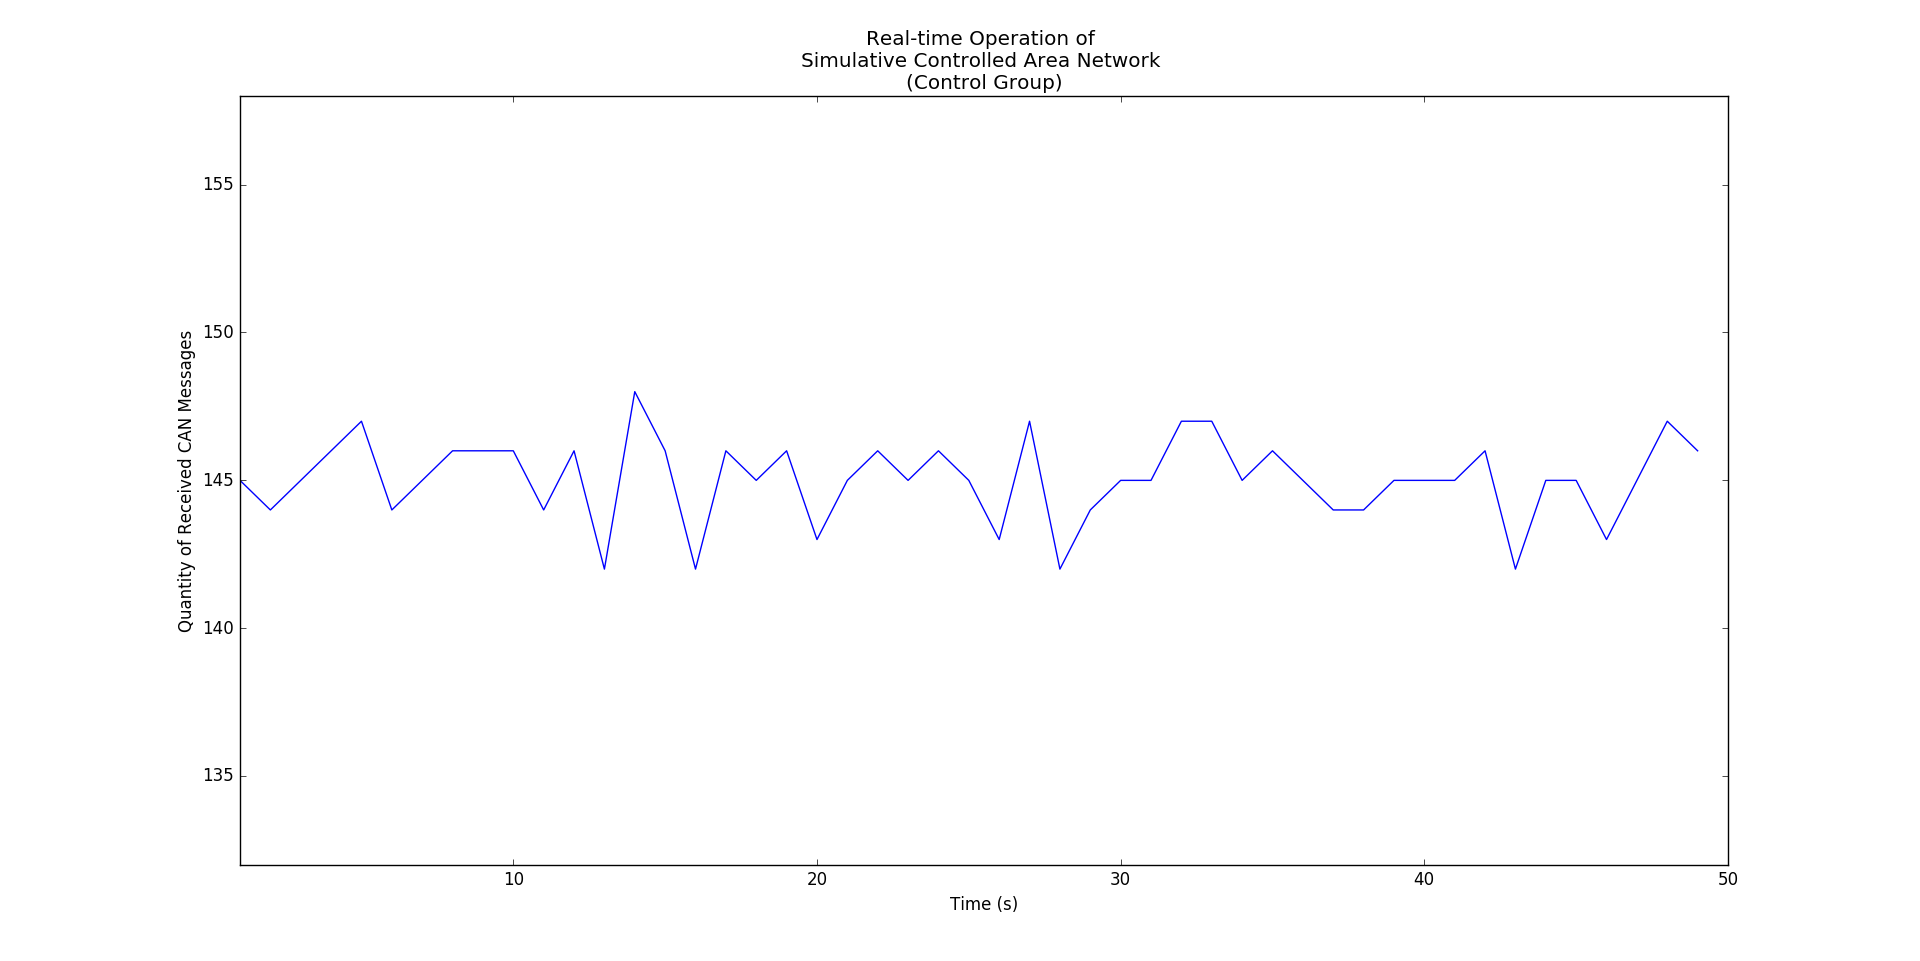 Real-time Operation of
Simulative Controlled Area Network
(Control Group)
155
150
145
140
135
Quantity of Received CAN Messages
10 20 30 40 50
Time (s)